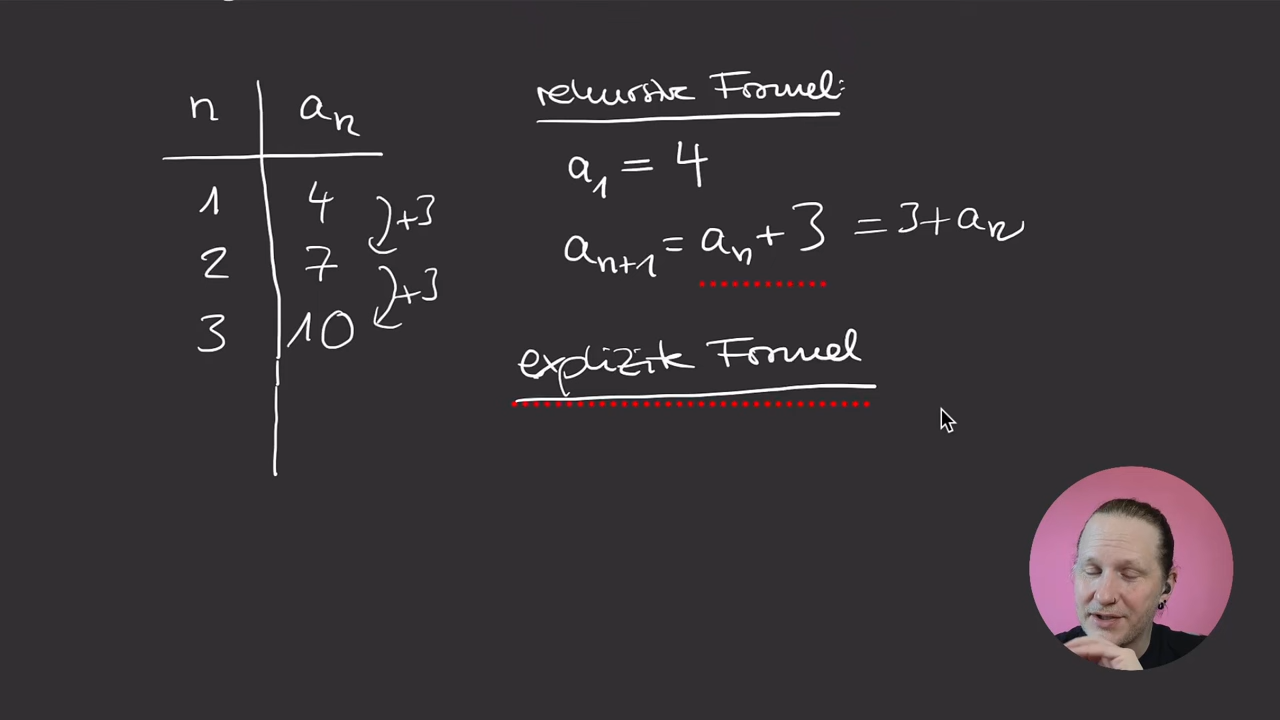 n aₙ
1 4
+3
2 7
+3
3 10
rekursive Formel:
a₁ = 4
aₙ₊₁ = aₙ + 3 = 3 + aₙ
explizit Formel